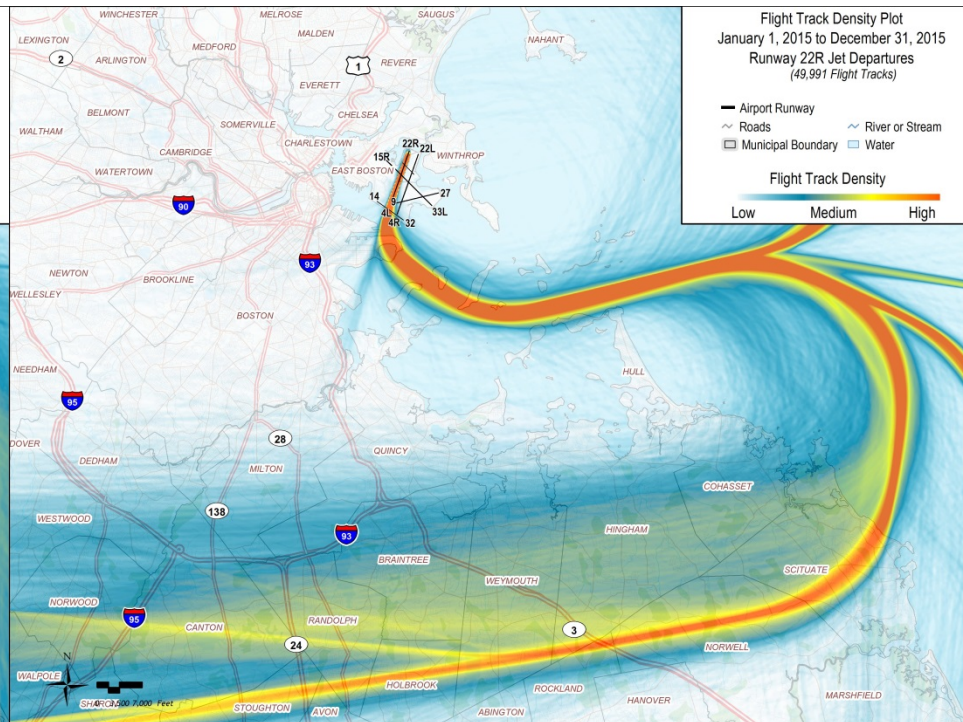 Flight Track Density Plot
January 1, 2015 to December 31, 2015
Runway 22R Jet Departures
(49,991 Flight Tracks)
Airport Runway
Roads
River or Stream
Municipal Boundary
Water
Flight Track Density
Low Medium High
WINCHESTER
MELROSE
SAUGUS
MALDEN
LEXINGTON
MEDFORD
NAHANT
2
ARLINGTON
REVERE
1
EVERETT
BELMONT
CHELSEA
SOMERVILLE
WALTHAM
CHARLESTOWN
22R
22L
CAMBRIDGE
15R
WINTHROP
WATERTOWN
EAST BOSTON
14
27
90
9
4L
33L
4R
32
93
NEWTON
BROOKLINE
WELLESLEY
BOSTON
NEEDHAM
HULL
95
28
DOVER
QUINCY
DEDHAM
MILTON
COHASSET
138
WESTWOOD
HINGHAM
93
BRAINTREE
SCITUATE
WEYMOUTH
NORWOOD
95
CANTON
RANDOLPH
3
24
NORWELL
WALPOLE
N
HOLBROOK
ROCKLAND
MARSHFIELD
HANOVER
STOUGHTON
AVON
ABINGTON